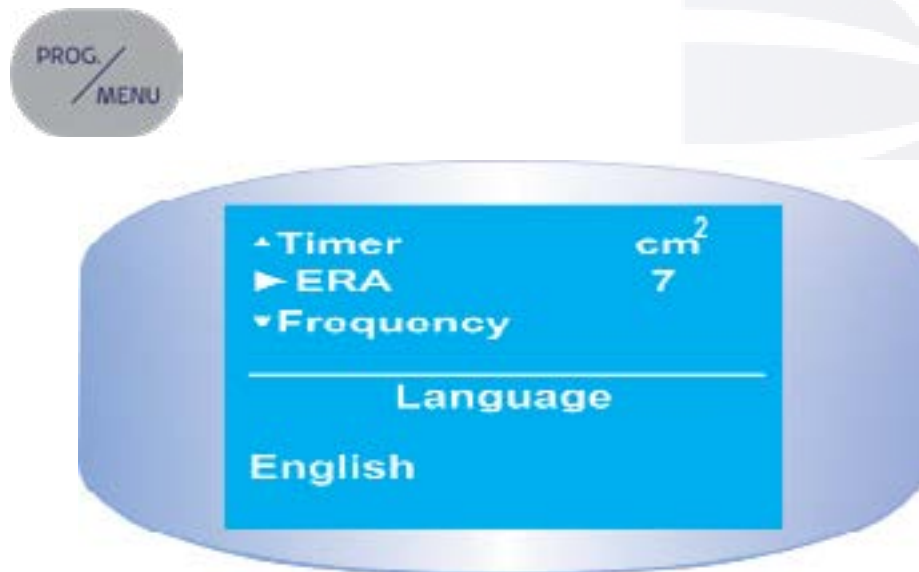 PROG./
MENU
▲Timer cm²
▶ERA 7
▼Frequency
Language
English